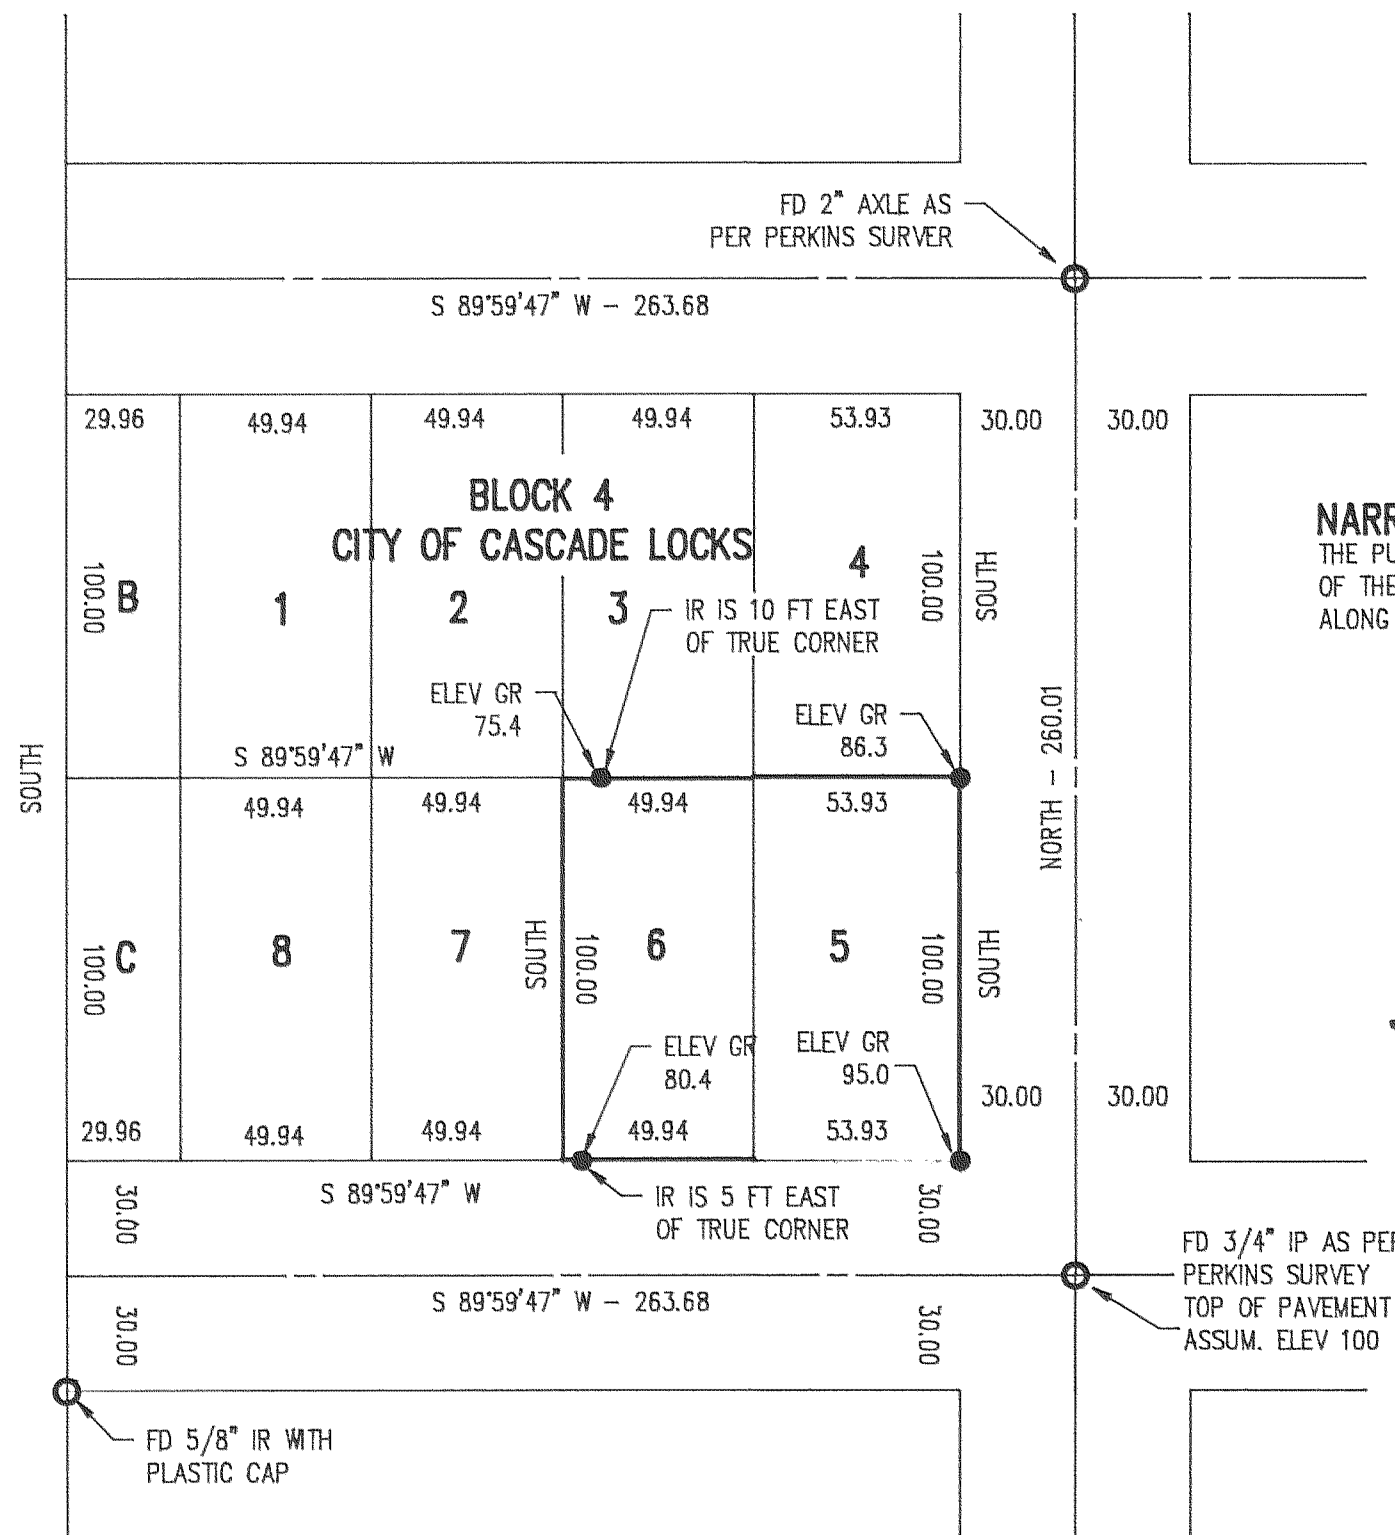 FD 2" AXLE AS
PER PERKINS SURVER
S 89°59'47" W - 263.68
29.96
49.94
49.94
49.94
53.93
30.00
30.00
BLOCK 4
CITY OF CASCADE LOCKS
NARR
THE PU
OF THE
ALONG
100.00
B
1
2
3
4
100.00
SOUTH
IR IS 10 FT EAST
OF TRUE CORNER
ELEV GR
75.4
ELEV GR
86.3
S 89°59'47" W
SOUTH
NORTH - 260.01
49.94
49.94
49.94
53.93
100.00
C
8
7
SOUTH
100.00
6
5
100.00
SOUTH
ELEV GR
80.4
ELEV GR
95.0
30.00
30.00
29.96
49.94
49.94
49.94
53.93
S 89°59'47" W
30.00
IR IS 5 FT EAST
OF TRUE CORNER
30.00
FD 3/4" IP AS PER
PERKINS SURVEY
TOP OF PAVEMENT
ASSUM. ELEV 100
S 89°59'47" W - 263.68
30.00
30.00
FD 5/8" IR WITH
PLASTIC CAP